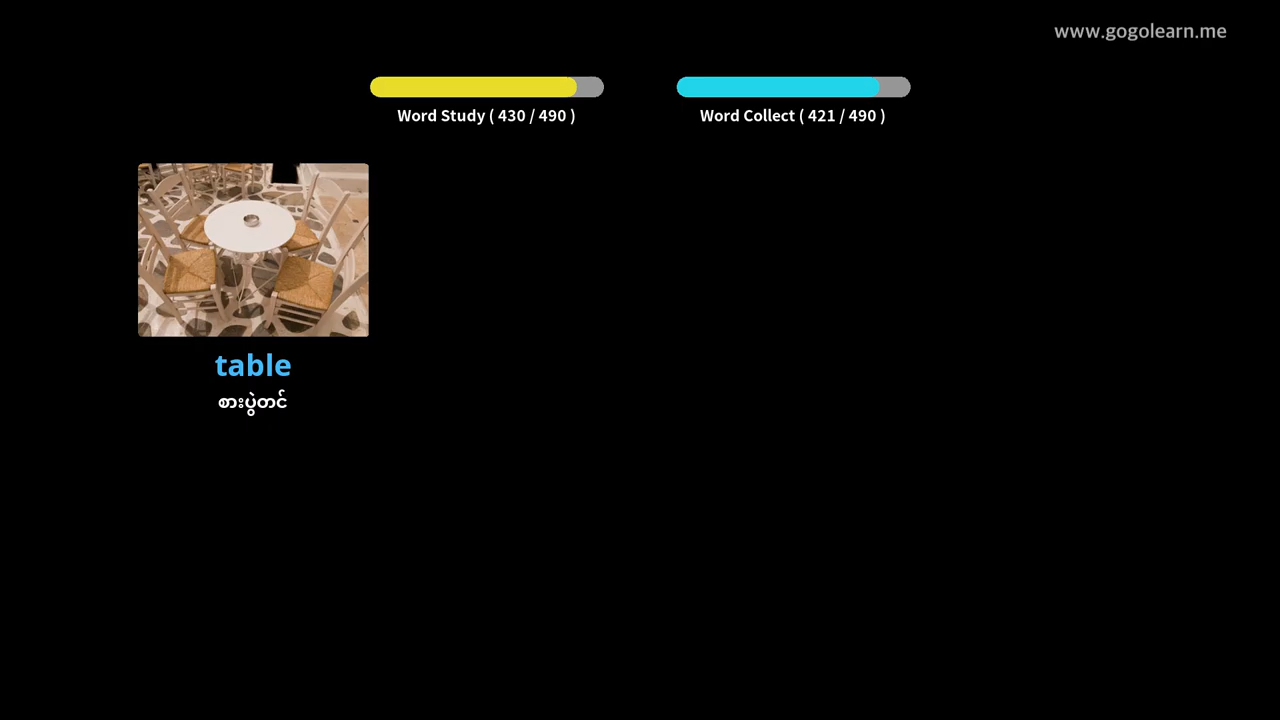 www.gogolearn.me
Word Study ( 430 / 490 )
Word Collect ( 421 / 490 )
table
စားပွဲတင်